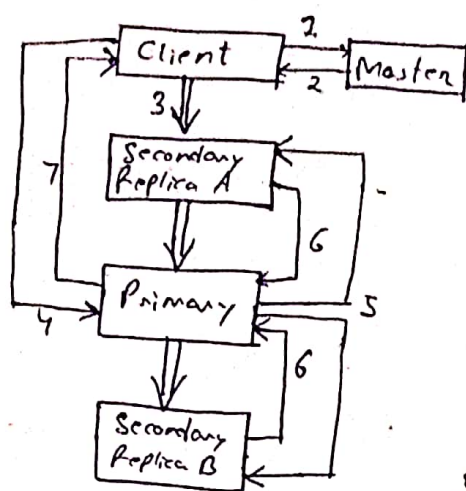 1
Client
2
Master
3
Secondary
Replica A
7
6
Primary
5
4
6
Secondary
Replica B